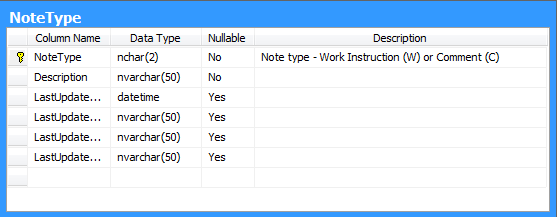 NoteType
Column Name Data Type Nullable Description
NoteType nchar(2) No Note type - Work Instruction (W) or Comment (C)
Description nvarchar(50) No
LastUpdate... datetime Yes
LastUpdate... nvarchar(50) Yes
LastUpdate... nvarchar(50) Yes
LastUpdate... nvarchar(50) Yes